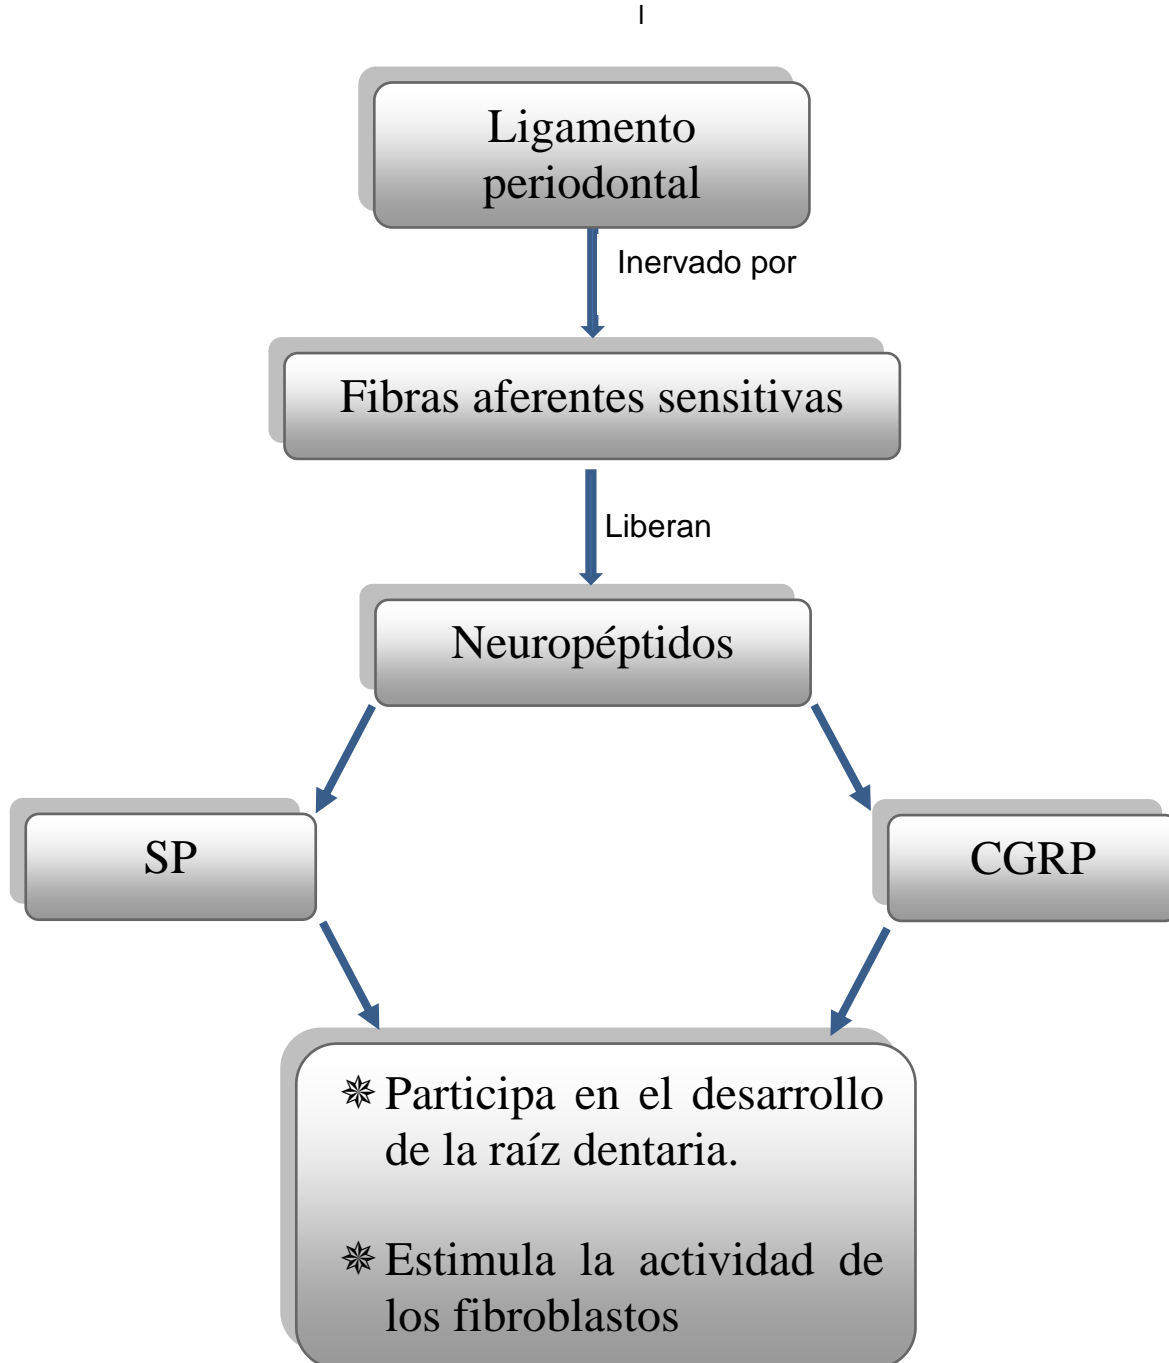 I
Ligamento
periodontal
Inervado por
Fibras aferentes sensitivas
Liberan
Neuropéptidos
SP
CGRP
✵ Participa en el desarrollo
de la raíz dentaria.
✵ Estimula la actividad de
los fibroblastos